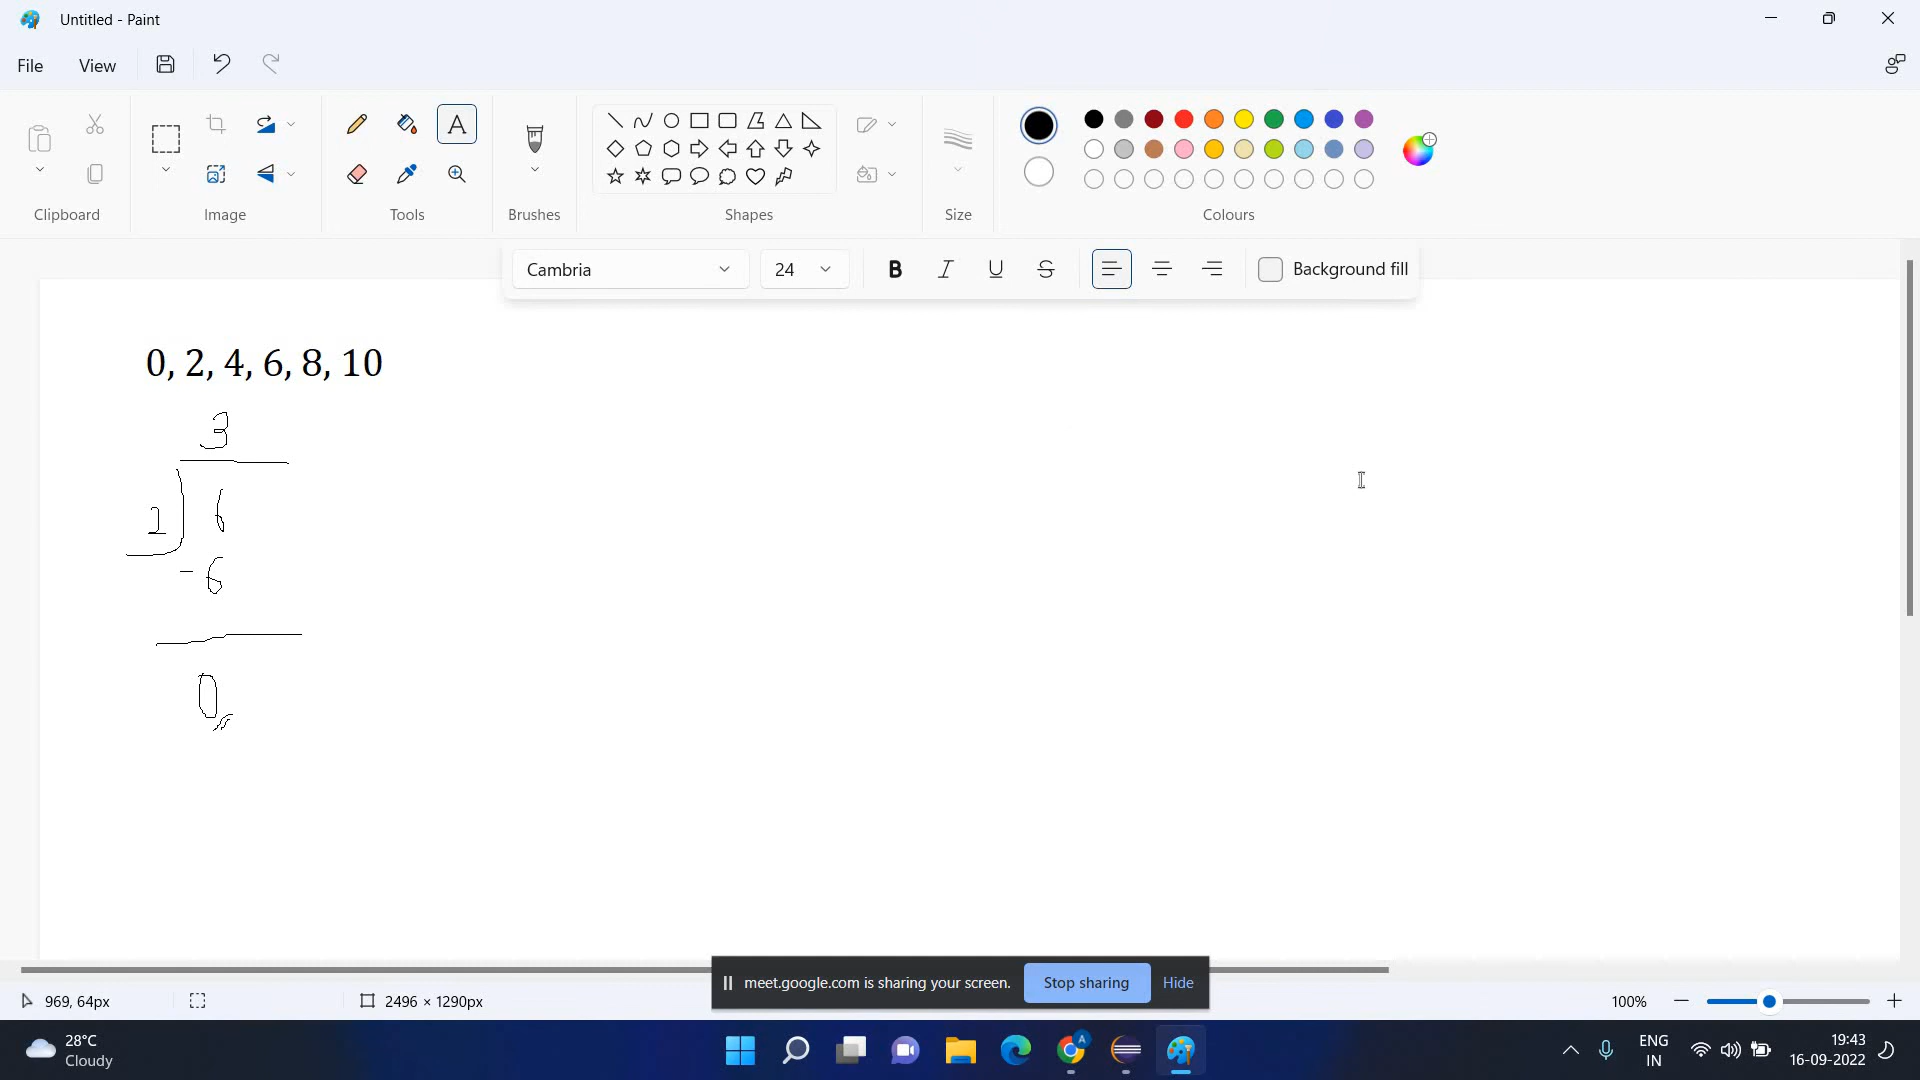 Untitled - Paint
File View
Clipboard
Image
Tools
Brushes
Shapes
Size
Colours
Cambria 24 B I U S Background fill
0, 2, 4, 6, 8, 10
3
2 6
- 6
0
meet.google.com is sharing your screen. Stop sharing Hide
969, 64px
2496 × 1290px
100%
28°C
Cloudy
ENG
IN
19:43
16-09-2022